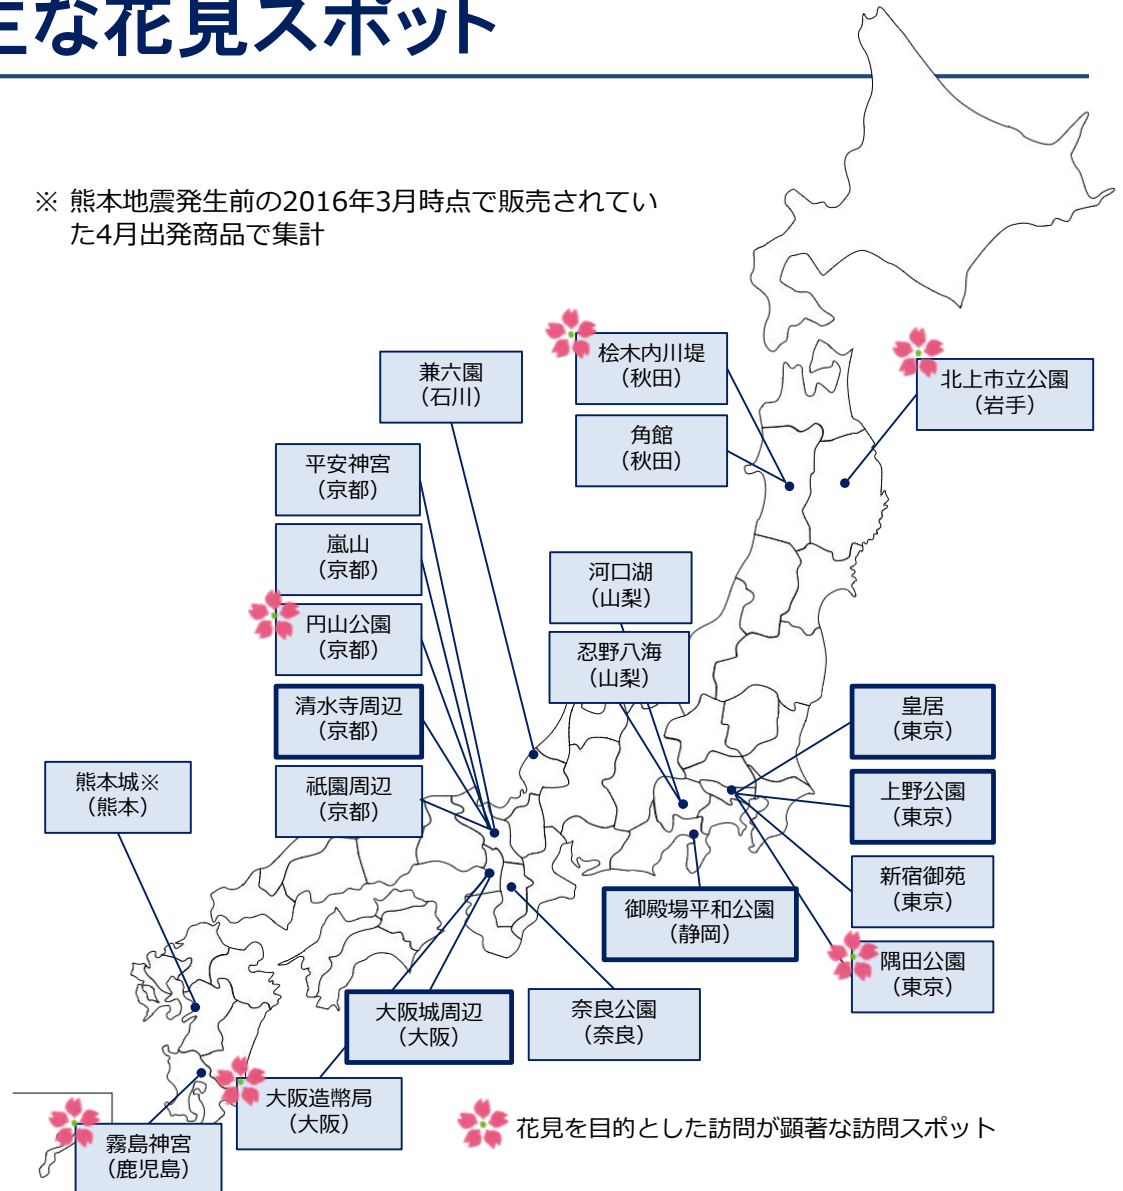 主な花見スポット
※ 熊本地震発生前の2016年3月時点で販売されてい
た4月出発商品で集計
兼六園
（石川）
桧木内川堤
（秋田）
北上市立公園
（岩手）
角館
（秋田）
平安神宮
（京都）
嵐山
（京都）
円山公園
（京都）
清水寺周辺
（京都）
祇園周辺
（京都）
河口湖
（山梨）
忍野八海
（山梨）
皇居
（東京）
上野公園
（東京）
新宿御苑
（東京）
隅田公園
（東京）
熊本城※
（熊本）
御殿場平和公園
（静岡）
大阪城周辺
（大阪）
奈良公園
（奈良）
大阪造幣局
（大阪）
霧島神宮
（鹿児島）
花見を目的とした訪問が顕著な訪問スポット